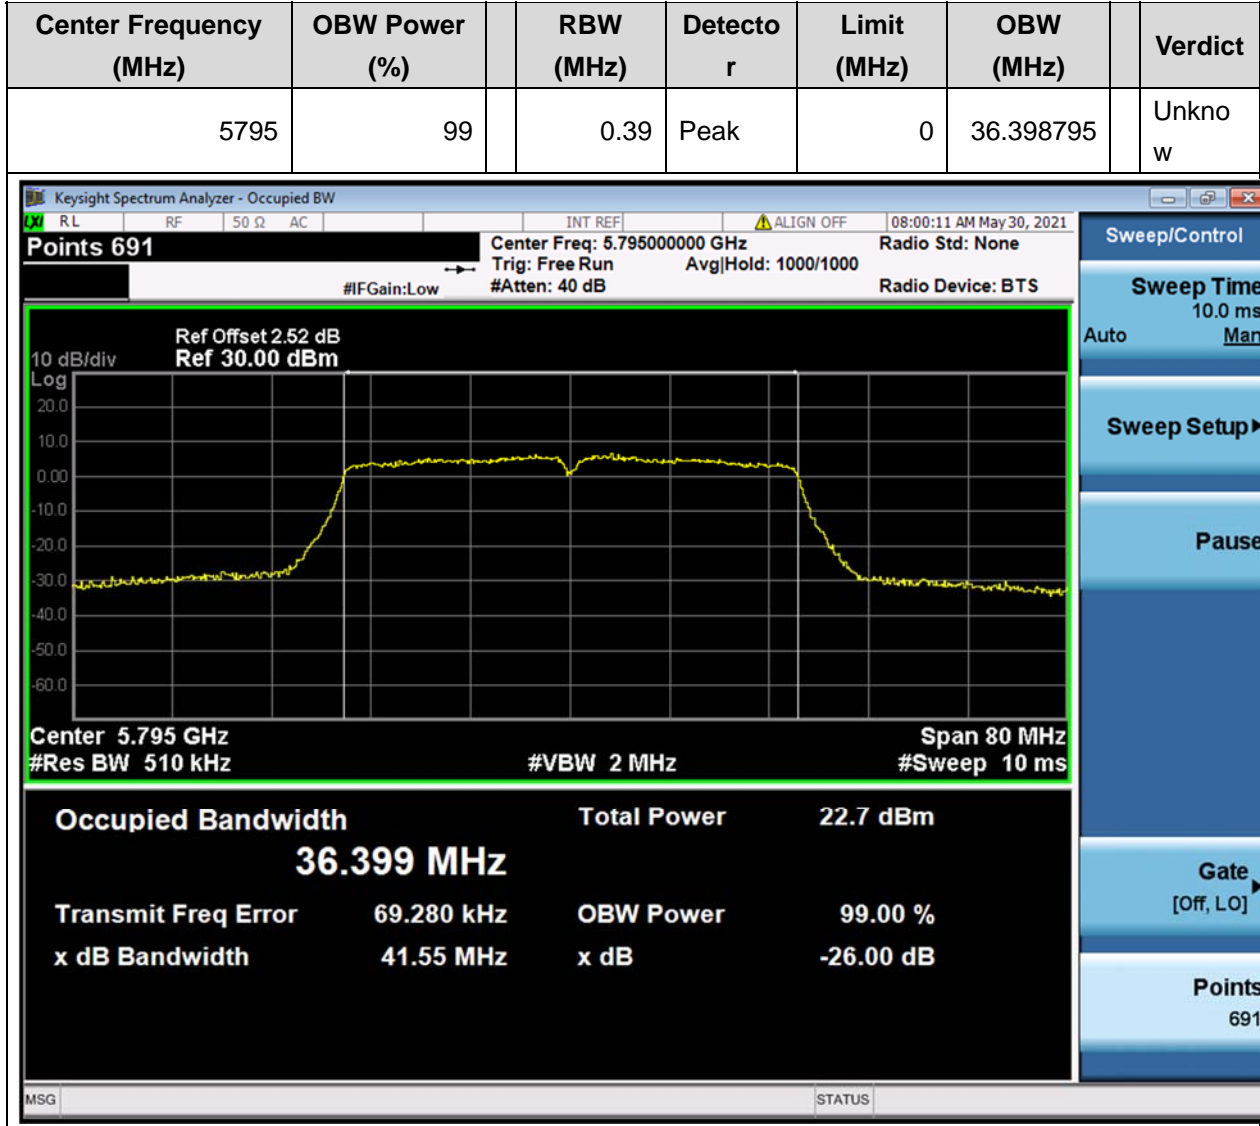 Center Frequency (MHz) OBW Power (%) RBW (MHz) Detecto r Limit (MHz) OBW (MHz) Verdict
5795 99 0.39 Peak 0 36.398795 Unkno w
Keysight Spectrum Analyzer - Occupied BW
LXI RL RF 50 Ω AC INT REF ALIGN OFF 08:00:11 AM May 30, 2021
Points 691
Center Freq: 5.795000000 GHz Radio Std: None
Trig: Free Run Avg|Hold: 1000/1000
#IFGain:Low #Atten: 40 dB Radio Device: BTS
Ref Offset 2.52 dB
10 dB/div Ref 30.00 dBm
Log
20.0
10.0
0.00
-10.0
-20.0
-30.0
-40.0
-50.0
-60.0
Center 5.795 GHz Span 80 MHz
#Res BW 510 kHz #VBW 2 MHz #Sweep 10 ms
Occupied Bandwidth Total Power 22.7 dBm
36.399 MHz
Transmit Freq Error 69.280 kHz OBW Power 99.00 %
x dB Bandwidth 41.55 MHz x dB -26.00 dB
MSG STATUS
Sweep/Control
Sweep Time
10.0 ms
Auto Man
Sweep Setup
Pause
Gate
[Off, LO]
Points
691